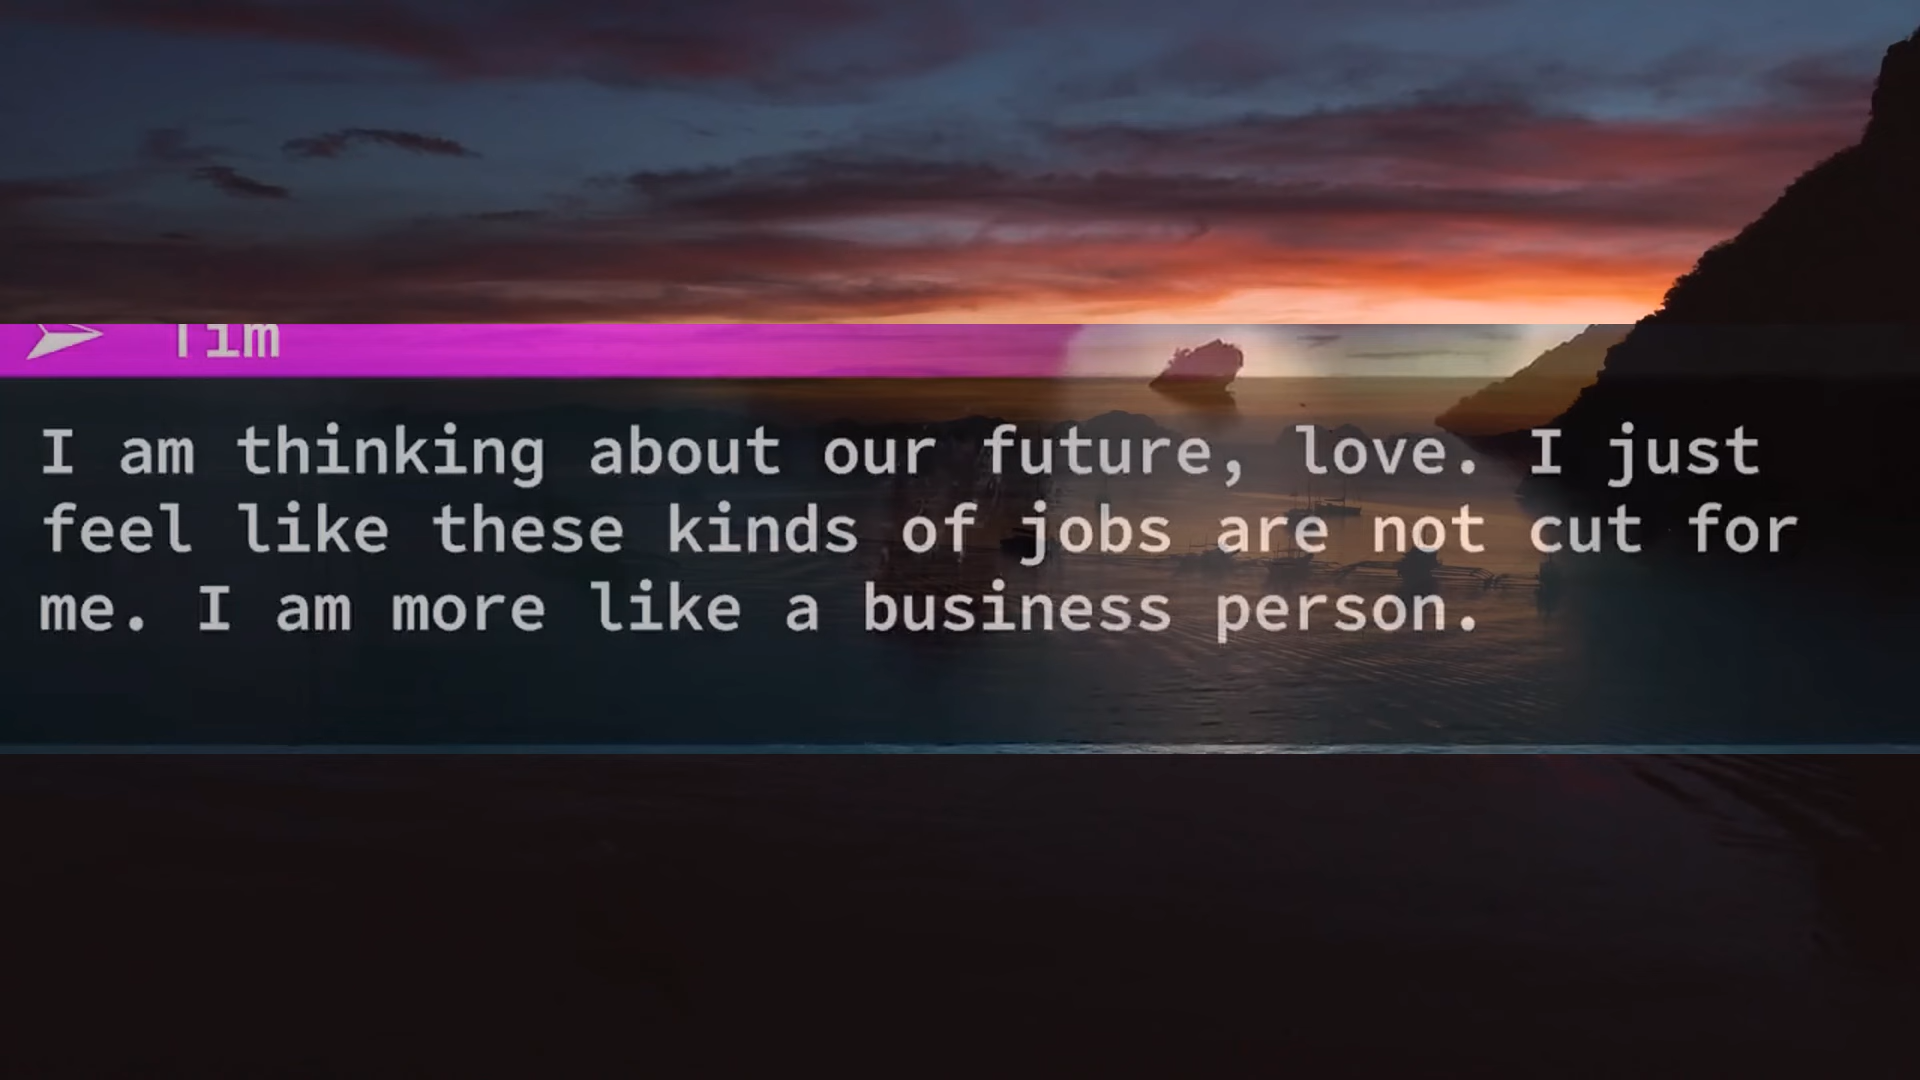 Tim
I am thinking about our future, love. I just
feel like these kinds of jobs are not cut for
me. I am more like a business person.